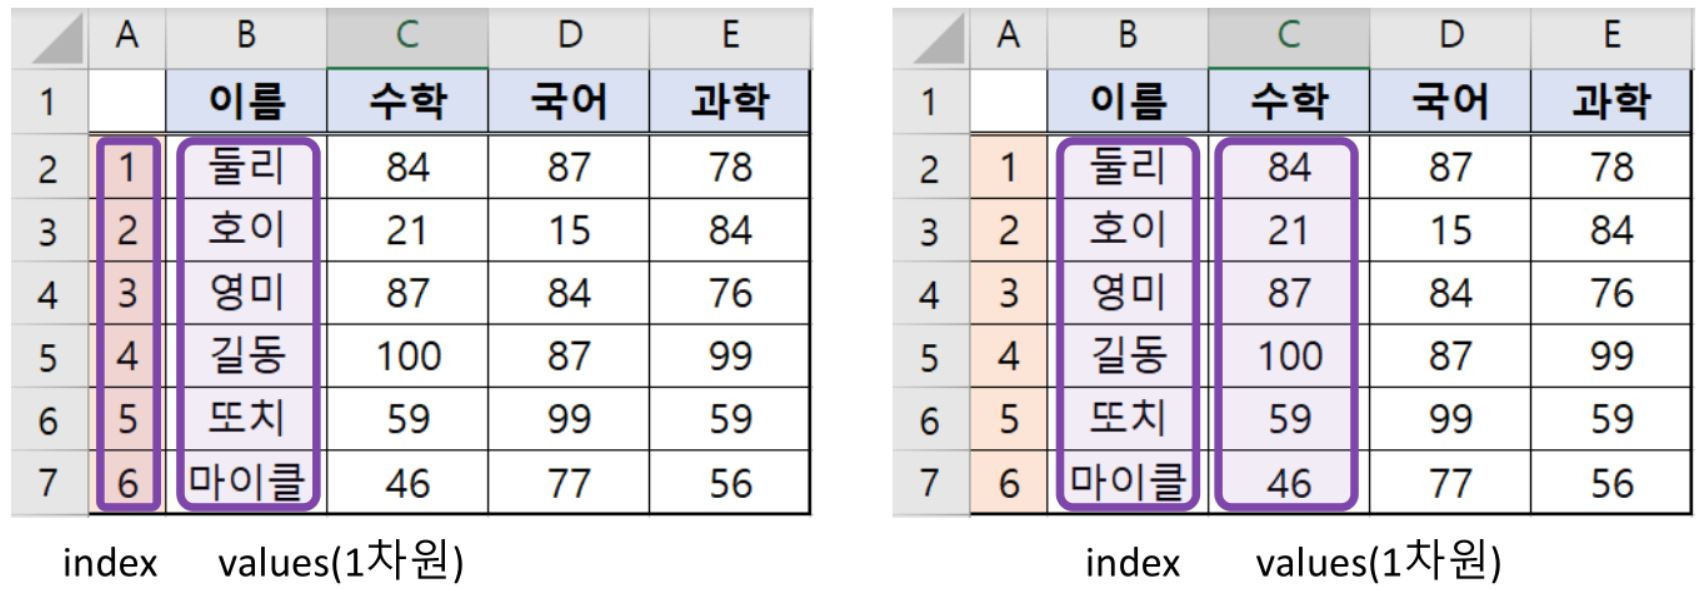 A B C D E
1 이름 수학 국어 과학
2 1 둘리 84 87 78
3 2 호이 21 15 84
4 3 영미 87 84 76
5 4 길동 100 87 99
6 5 또치 59 99 59
7 6 마이클 46 77 56
index values(1차원)
A B C D E
1 이름 수학 국어 과학
2 1 둘리 84 87 78
3 2 호이 21 15 84
4 3 영미 87 84 76
5 4 길동 100 87 99
6 5 또치 59 99 59
7 6 마이클 46 77 56
index values(1차원)